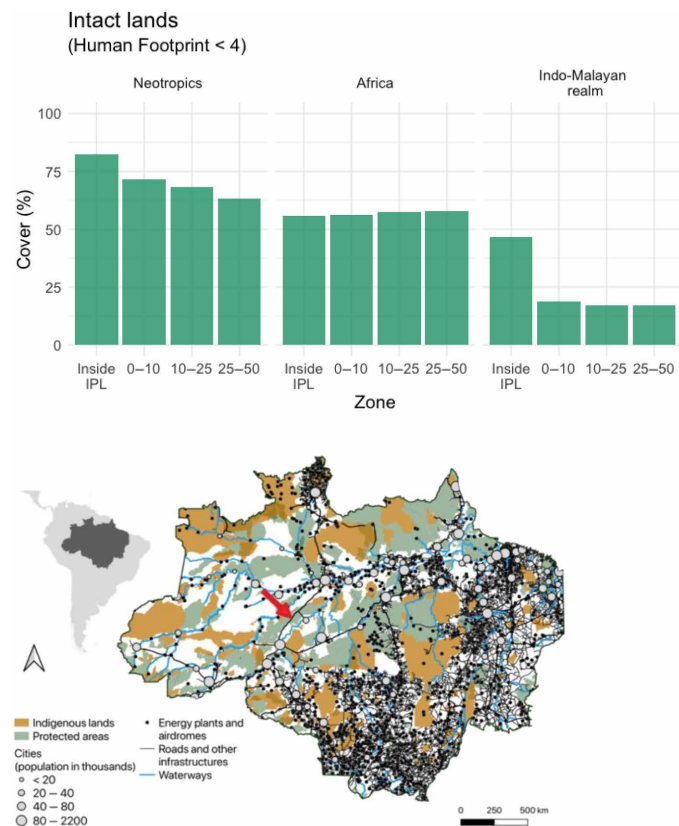 Intact lands
(Human Footprint < 4)
Neotropics
Africa
Indo-Malayan
realm
100
75
50
25
0
Cover (%)
Inside
IPL
0–10
10–25
25–50
Inside
IPL
0–10
10–25
25–50
Inside
IPL
0–10
10–25
25–50
Zone
Indigenous lands
Protected areas
Cities
(population in thousands)
< 20
20 – 40
40 – 80
80 – 2200
Energy plants and
airdromes
Roads and other
infrastructures
Waterways
0 250 500 km